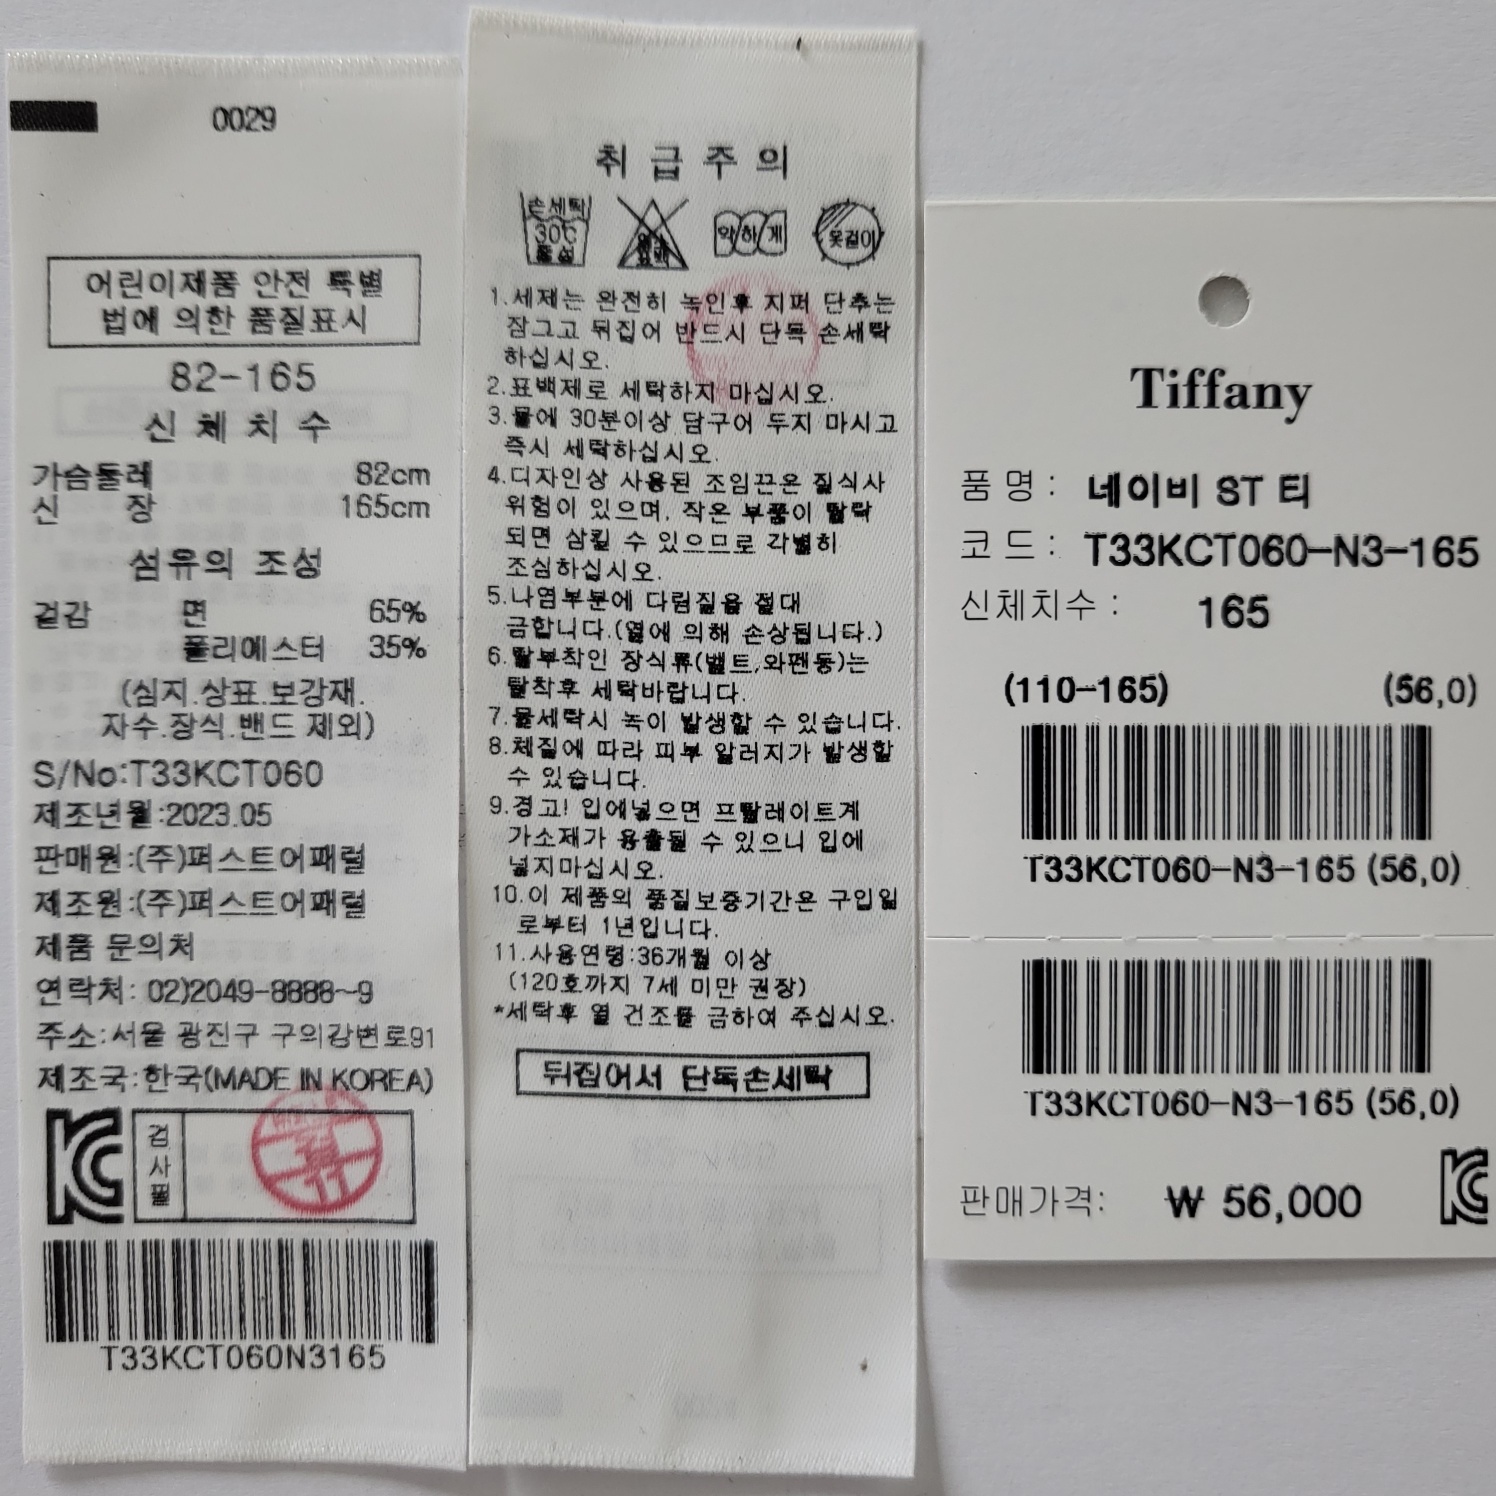 0029
어린이제품 안전 특별
법에 의한 품질표시
82-165
신 체 치 수
가슴둘레 82cm
신 장 165cm
섬유의 조성
겉감 면 65%
폴리에스터 35%
(심지.상표.보강재.
자수.장식.밴드 제외)
S/No:T33KCT060
제조년월:2023.05
판매원:(주)퍼스트어패럴
제조원:(주)퍼스트어패럴
제품 문의처
연락처: 02)2049-8888~9
주소:서울 광진구 구의강변로91
제조국:한국(MADE IN KOREA)
KC
검사필
11
T33KCT060N3165
취 급 주 의
손세탁
30℃
중성
약하게
옷걸이
1.세제는 완전히 녹인후 지퍼 단추는
잠그고 뒤집어 반드시 단독 손세탁
하십시오.
2.표백제로 세탁하지 마십시오.
3.물에 30분이상 담구어 두지 마시고
즉시 세탁하십시오.
4.디자인상 사용된 조임끈은 질식사
위험이 있으며, 작은 부품이 탈락
되면 삼킬 수 있으므로 각별히
조심하십시오.
5.나염부분에 다림질을 절대
금합니다.(열에 의해 손상됩니다.)
6.탈부착인 장식류(벨트,와펜등)는
탈착후 세탁바랍니다.
7.물세탁시 녹이 발생할 수 있습니다.
8.체질에 따라 피부 알러지가 발생할
수 있습니다.
9.경고! 입에넣으면 프탈레이트계
가소제가 용출될 수 있으니 입에
넣지마십시오.
10.이 제품의 품질보증기간은 구입일
로부터 1년입니다.
11.사용연령:36개월 이상
(120호까지 7세 미만 권장)
*세탁후 열 건조를 금하여 주십시오.
뒤집어서 단독손세탁
Tiffany
품 명 : 네이비 ST 티
코 드 : T33KCT060-N3-165
신체치수 : 165
(110-165) (56,0)
T33KCT060-N3-165 (56,0)
T33KCT060-N3-165 (56,0)
판매가격: ₩ 56,000
KC